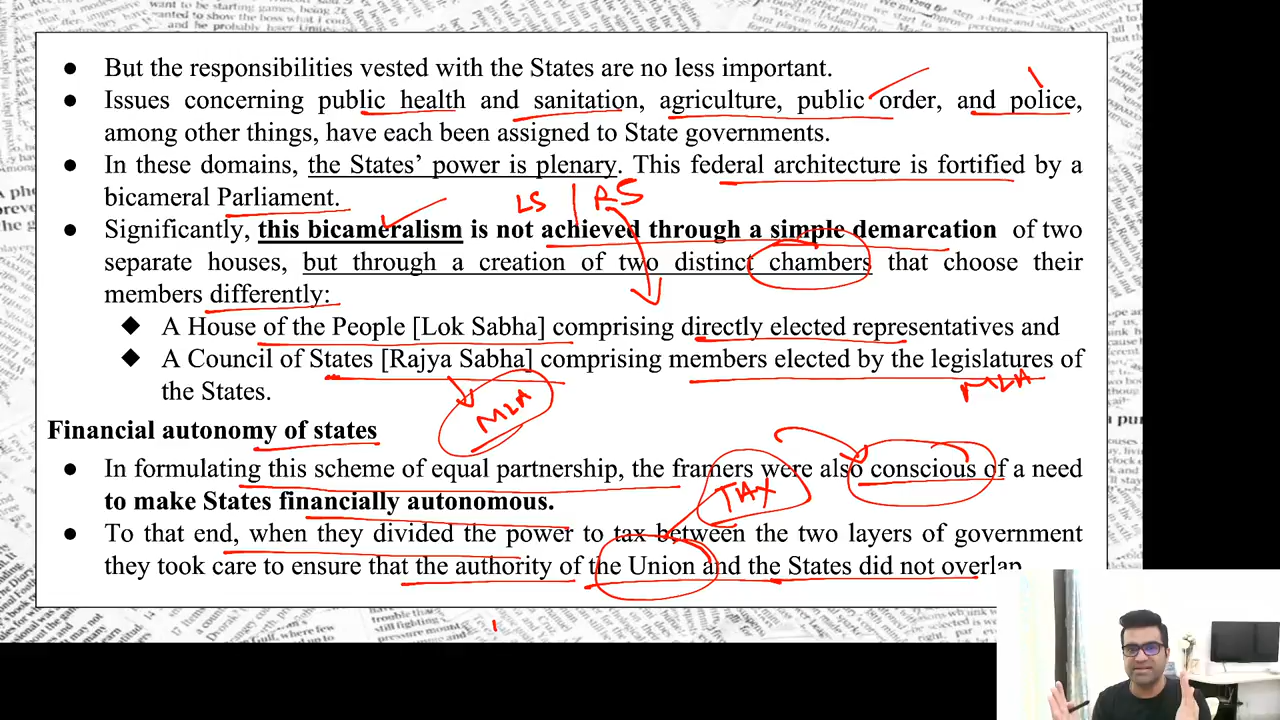 ● But the responsibilities vested with the States are no less important.
● Issues concerning public health and sanitation, agriculture, public order, and police,
among other things, have each been assigned to State governments.
● In these domains, the States' power is plenary. This federal architecture is fortified by a
bicameral Parliament.
LS | RS
● Significantly, this bicameralism is not achieved through a simple demarcation of two
separate houses, but through a creation of two distinct chambers that choose their
members differently:
◆ A House of the People [Lok Sabha] comprising directly elected representatives and
◆ A Council of States [Rajya Sabha] comprising members elected by the legislatures of
the States.
MLA
MLA
Financial autonomy of states
● In formulating this scheme of equal partnership, the framers were also conscious of a need
to make States financially autonomous.
TAX
● To that end, when they divided the power to tax between the two layers of government
they took care to ensure that the authority of the Union and the States did not overlap